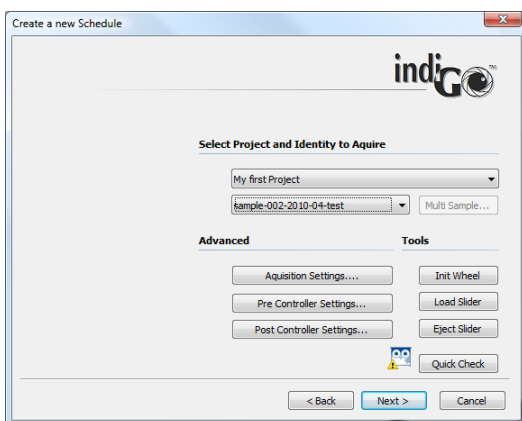 Create a new Schedule
indiGo™
Select Project and Identity to Aquire
My first Project
sample-002-2010-04-test Multi Sample...
Advanced Tools
Aquisition Settings.... Init Wheel
Pre Controller Settings... Load Slider
Post Controller Settings... Eject Slider
Quick Check
< Back Next > Cancel